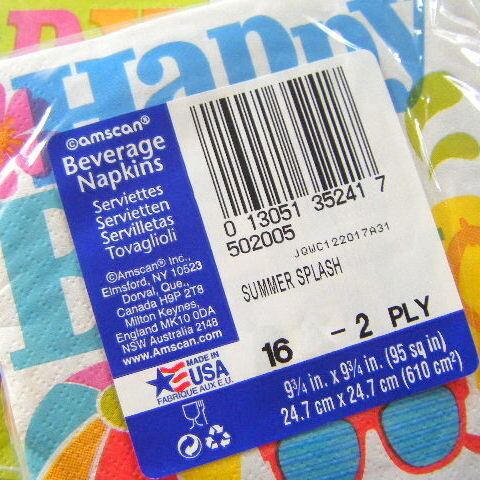 Happy
©amscan®
Beverage
Napkins
Serviettes
Servietten
Servilletas
Tovaglioli
©Amscan® Inc.,
Elmsford, NY 10523
Dorval, Que.,
Canada H9P 2T8
Milton Keynes,
England MK10 0DA
NSW Australia 2148
www.Amscan.com
MADE IN
USA
FABRIQUE AUX E.U.
0 13051 35241 7
502005
JQWC122017A31
SUMMER SPLASH
16 - 2 PLY
9¾ in. x 9¾ in. (95 sq in)
24.7 cm x 24.7 cm (610 cm²)